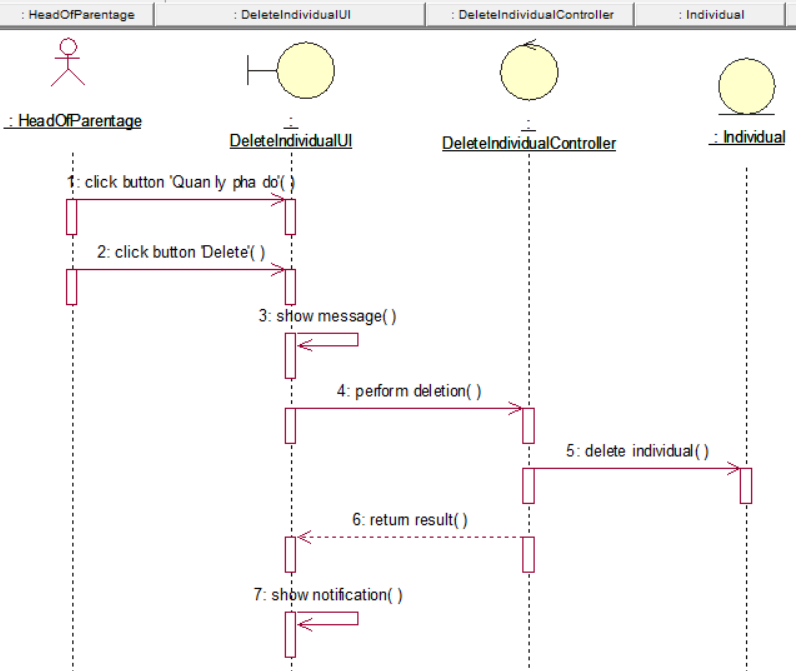 : HeadOfParentage
: DeleteIndividualUI
: DeleteIndividualController
: Individual
: HeadOfParentage
:
DeleteIndividualUI
:
DeleteIndividualController
: Individual
1: click button 'Quan ly pha do'( )
2: click button 'Delete'( )
3: show message( )
4: perform deletion( )
5: delete individual( )
6: return result( )
7: show notification( )